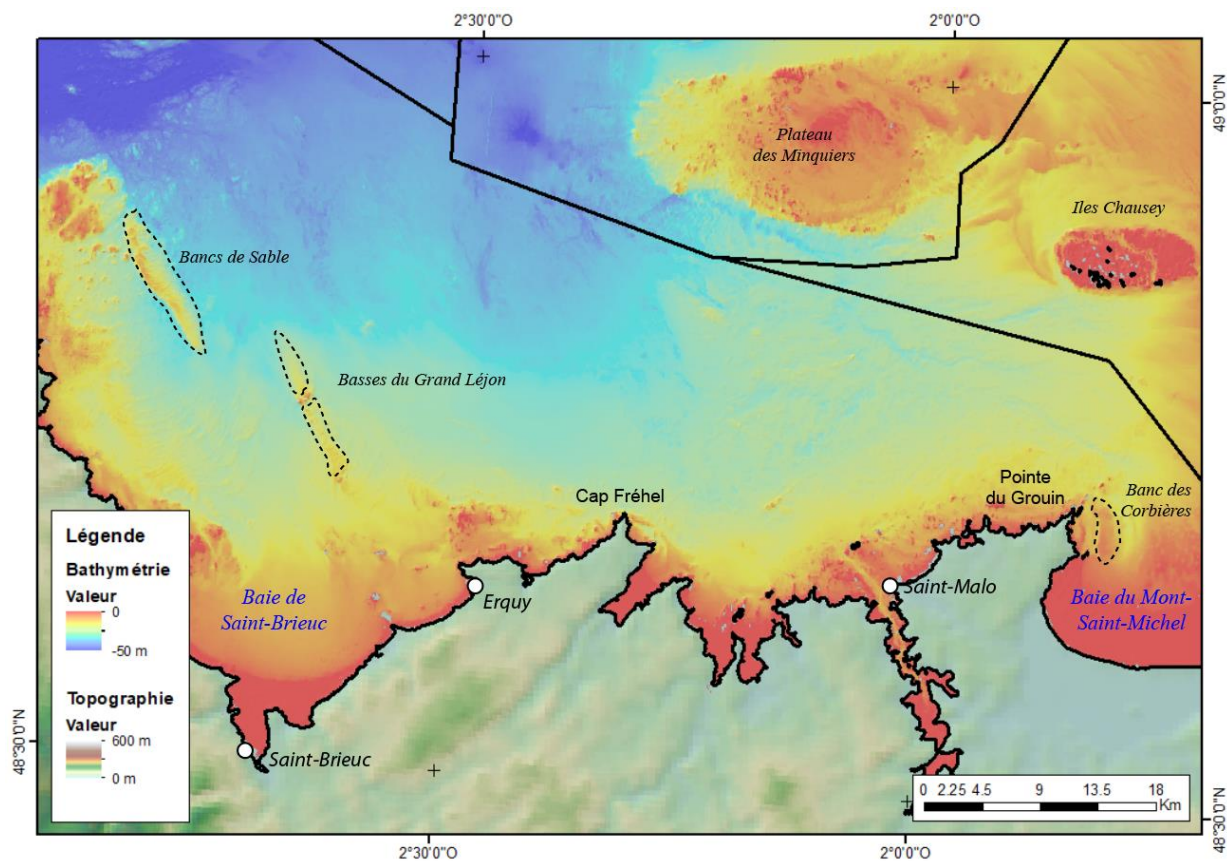 2°30'0"O
2°0'0"O
49°0'0"N
Plateau
des Minquiers
Iles Chausey
Bancs de Sable
Basses du Grand Léjon
Cap Fréhel
Pointe
du Grouin
Banc des
Corbières
Légende
Bathymétrie
Valeur
0
-50 m
Topographie
Valeur
600 m
0 m
Baie de
Saint-Brieuc
Erquy
Saint-Malo
Baie du Mont-
Saint-Michel
Saint-Brieuc
48°30'0"N
0 2.25 4.5 9 13.5 18
Km
48°30'0"N
2°30'0"O
2°0'0"O